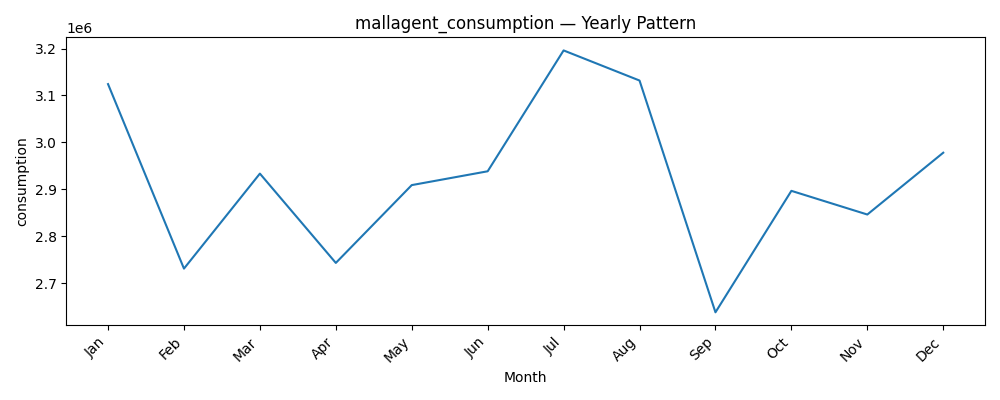 mallagent_consumption — Yearly Pattern
1e6
3.2
3.1
3.0
2.9
2.8
2.7
consumption
Jan Feb Mar Apr May Jun Jul Aug Sep Oct Nov Dec
Month